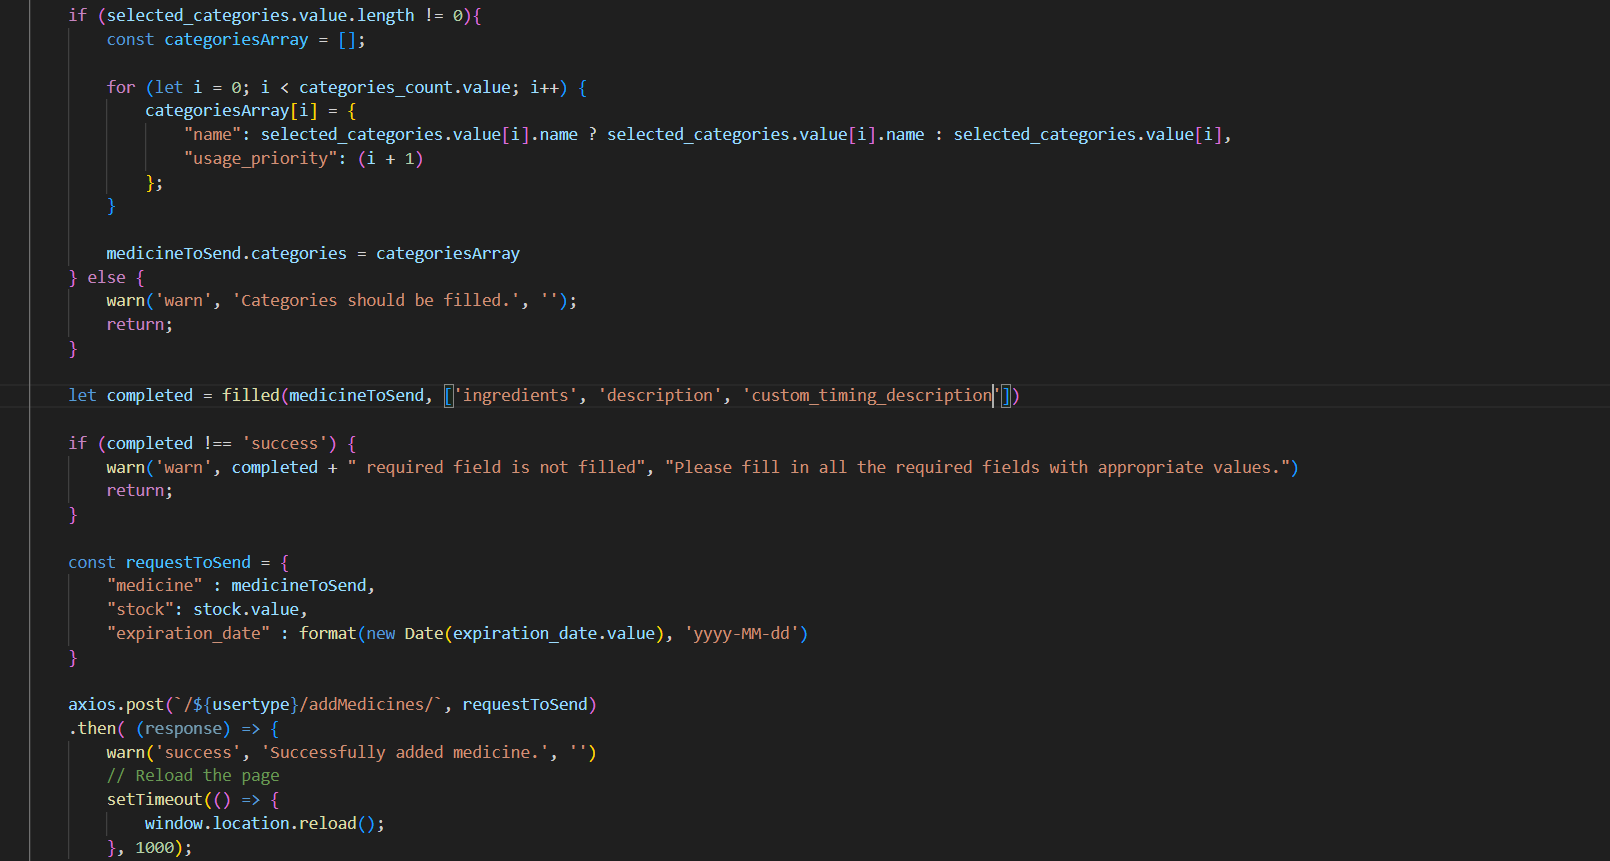 if (selected_categories.value.length != 0){
const categoriesArray = [];
for (let i = 0; i < categories_count.value; i++) {
categoriesArray[i] = {
"name": selected_categories.value[i].name ? selected_categories.value[i].name : selected_categories.value[i],
"usage_priority": (i + 1)
};
}
medicineToSend.categories = categoriesArray
} else {
warn('warn', 'Categories should be filled.', '');
return;
}
let completed = filled(medicineToSend, ['ingredients', 'description', 'custom_timing_description'])
if (completed !== 'success') {
warn('warn', completed + " required field is not filled", "Please fill in all the required fields with appropriate values.")
return;
}
const requestToSend = {
"medicine" : medicineToSend,
"stock": stock.value,
"expiration_date" : format(new Date(expiration_date.value), 'yyyy-MM-dd')
}
axios.post(`/${usertype}/addMedicines/`, requestToSend)
.then( (response) => {
warn('success', 'Successfully added medicine.', '')
// Reload the page
setTimeout(() => {
window.location.reload();
}, 1000);